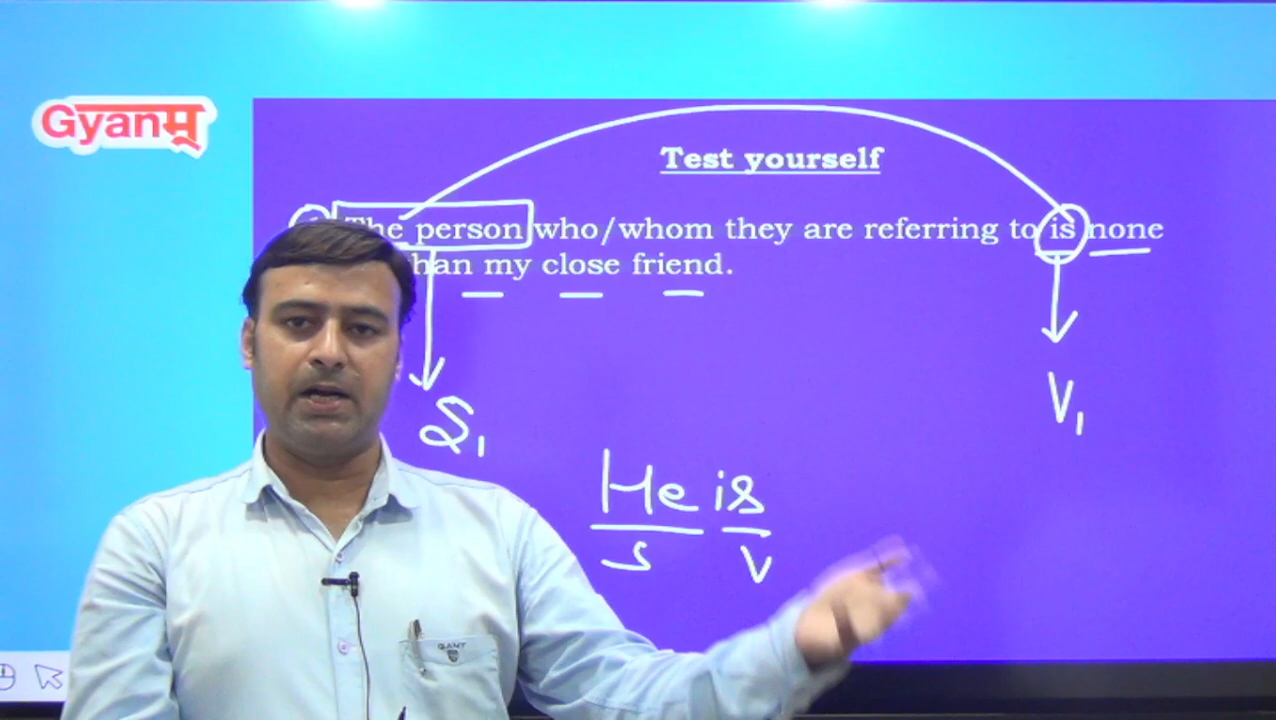 Gyanम्
Test yourself
The person who/whom they are referring to is none
than my close friend.
S1
V1
He is
S V
GANT